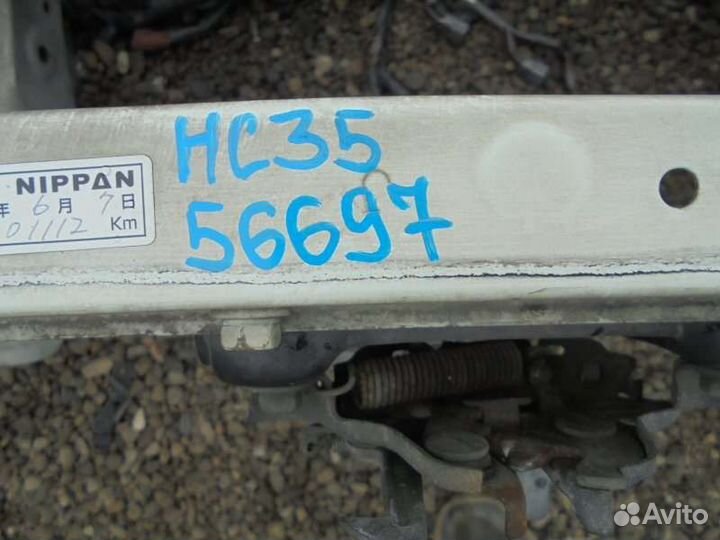 HC35
56697
NIPPAN
年 6月 7日
01112 Km
Avito